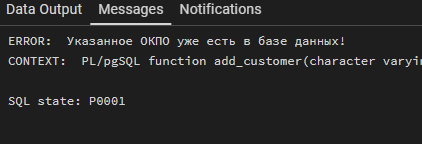 Data Output Messages Notifications
ERROR: Указанное ОКПО уже есть в базе данных!
CONTEXT: PL/pgSQL function add_customer(character
SQL state: P0001